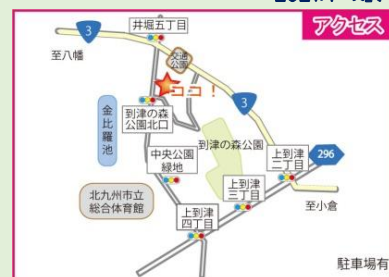 アクセス
3
井堀五丁目
至八幡
交通
公園
ココ！
3
到津の森
公園北口
金比羅池
到津の森公園
中央公園
緑地
上到津
二丁目
296
北九州市立
総合体育館
上到津
三丁目
上到津
四丁目
至小倉
駐車場有